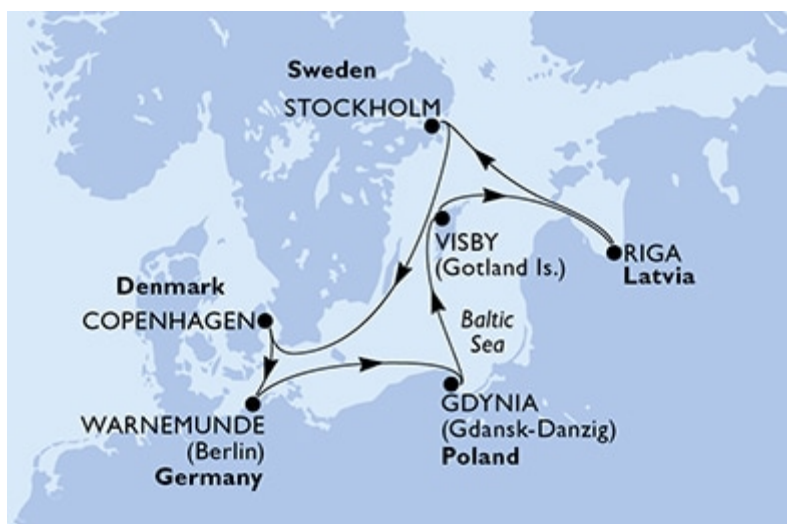 Sweden
STOCKHOLM
VISBY
(Gotland Is.)
RIGA
Latvia
Denmark
COPENHAGEN
Baltic
Sea
WARNEMUNDE
(Berlin)
Germany
GDYNIA
(Gdansk-Danzig)
Poland